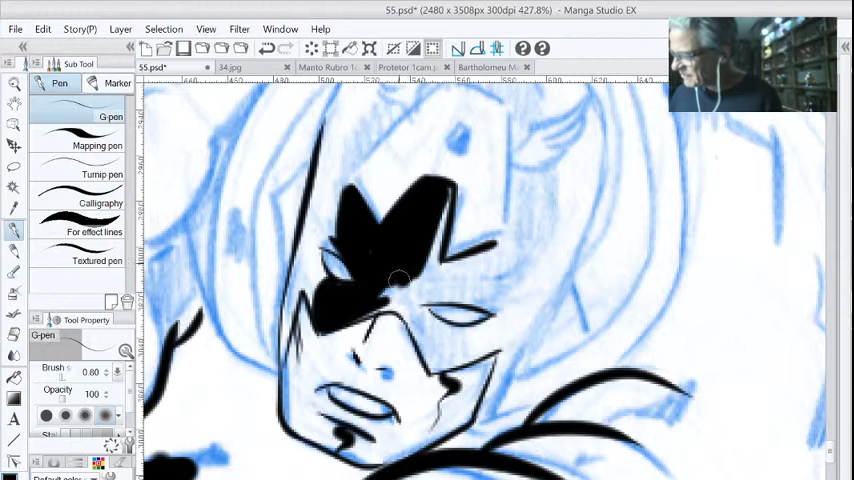 55.psd* (2480 x 3508px 300dpi 427.8%) - Manga Studio EX
File Edit Story(P) Layer Selection View Filter Window Help
Sub Tool
55.psd* 34.jpg Manto Rubro 1c Protetor 1cam.p Bartholomeu M
Pen Marker
G-pen
Mapping pen
Turnip pen
Calligraphy
For effect lines
Textured pen
Tool Property
G-pen
Brush s 0.80
Opacity 100
Default color